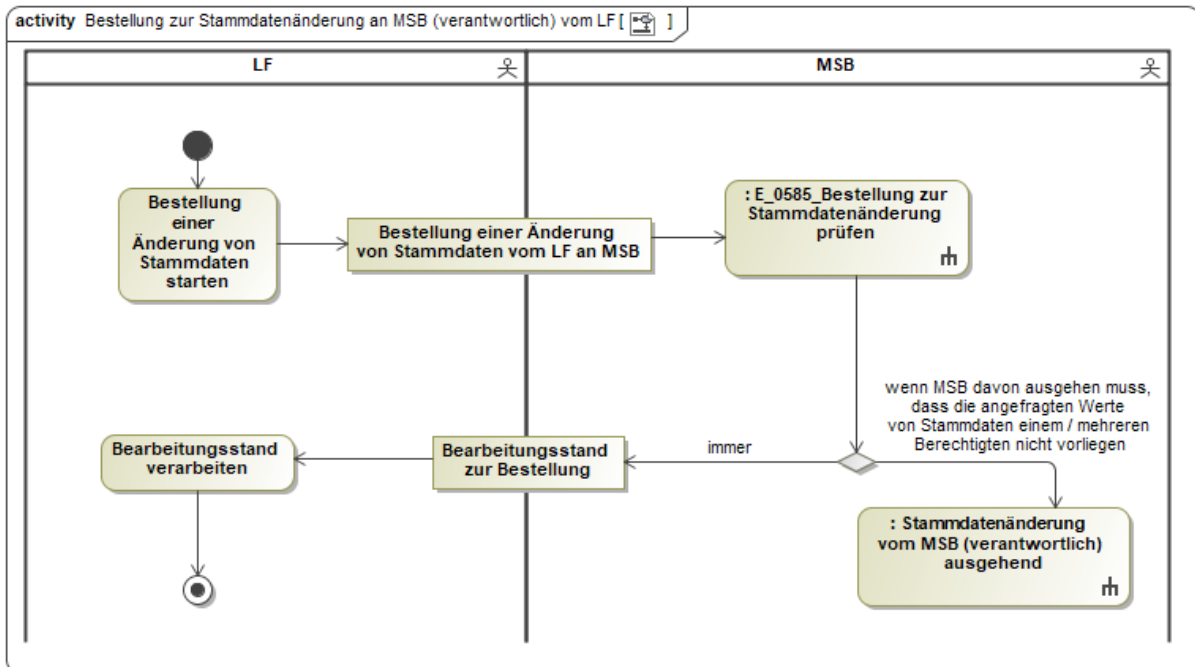 activity Bestellung zur Stammdatenänderung an MSB (verantwortlich) vom LF [ ]
LF
MSB
Bestellung
einer
Änderung von
Stammdaten
starten
Bestellung einer Änderung
von Stammdaten vom LF an MSB
: E_0585_Bestellung zur
Stammdatenänderung
prüfen
wenn MSB davon ausgehen muss,
dass die angefragten Werte
von Stammdaten einem / mehreren
Berechtigten nicht vorliegen
immer
Bearbeitungsstand
verarbeiten
Bearbeitungsstand
zur Bestellung
: Stammdatenänderung
vom MSB (verantwortlich)
ausgehend